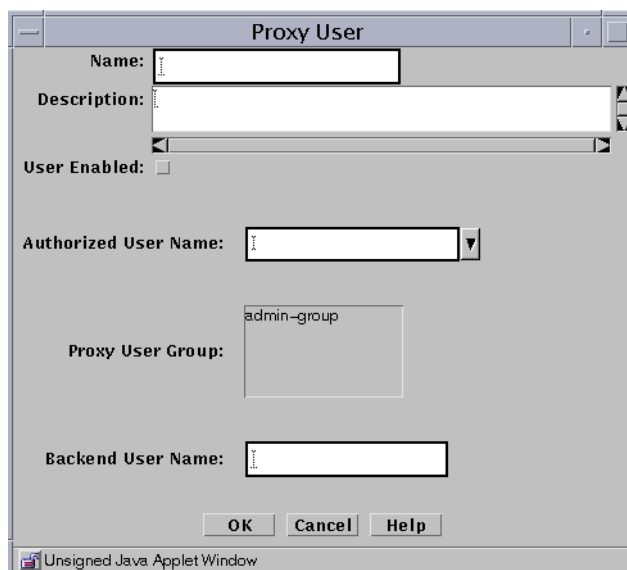 Proxy User
Name:
Description:
User Enabled:
Authorized User Name:
admin-group
Proxy User Group:
Backend User Name:
OK Cancel Help
Unsigned Java Applet Window